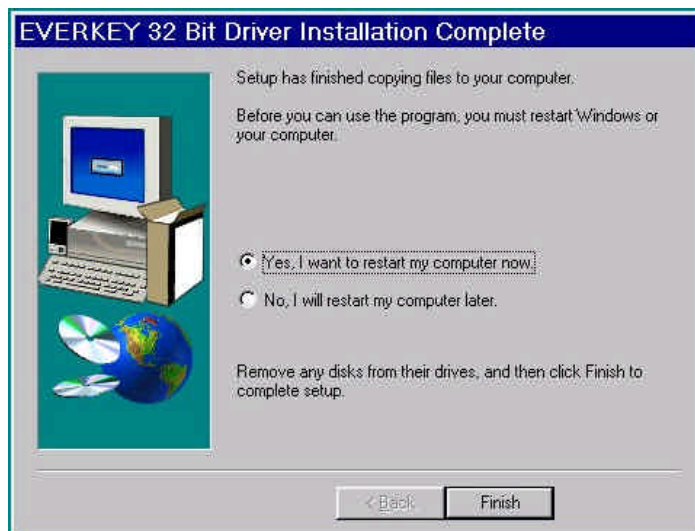 EVERKEY 32 Bit Driver Installation Complete
Setup has finished copying files to your computer.
Before you can use the program, you must restart Windows or
your computer.
Yes, I want to restart my computer now.
No, I will restart my computer later.
Remove any disks from their drives, and then click Finish to
complete setup.
< Back
Finish